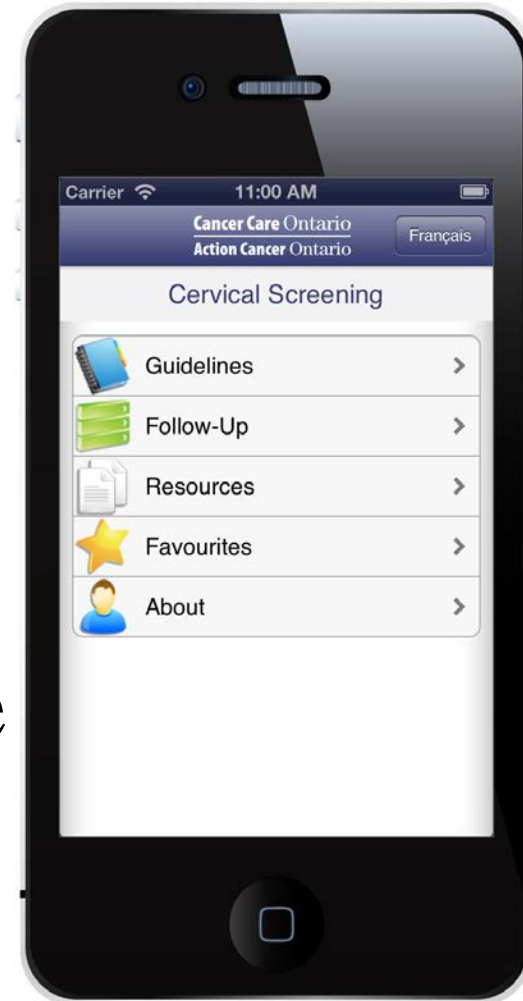 Carrier 11:00 AM
Cancer Care Ontario
Action Cancer Ontario
Français
Cervical Screening
Guidelines
Follow-Up
Resources
Favourites
About